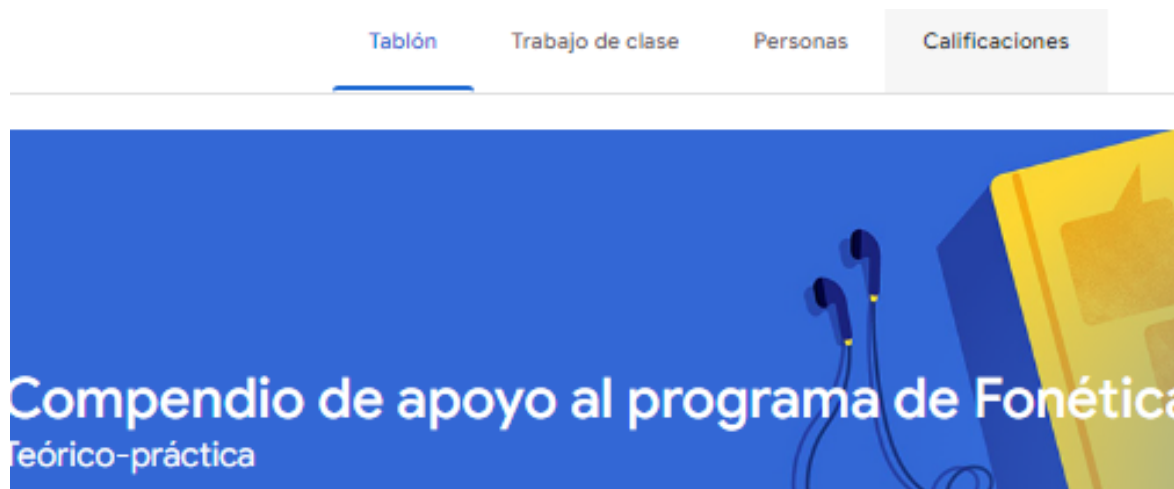 Tablón Trabajo de clase Personas Calificaciones
Compendio de apoyo al programa de Fonética
Teórico-práctica